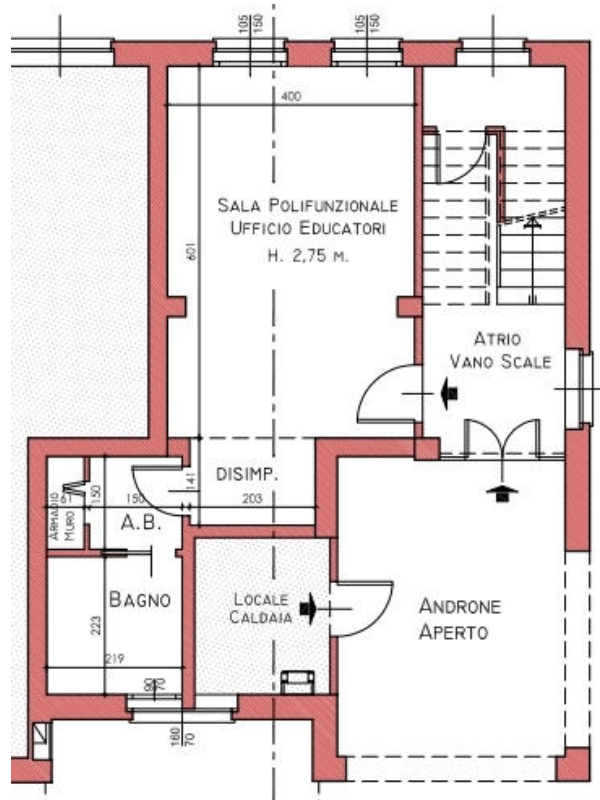 105
150
105
150
400
SALA POLIFUNZIONALE
UFFICIO EDUCATORI
H. 2,75 M.
601
ATRIO
VANO SCALE
DISIMP.
141
203
61
150
150
ARMADIO
MURO
A.B.
BAGNO
223
219
LOCALE
CALDAIA
ANDRONE
APERTO
90
70
160
70